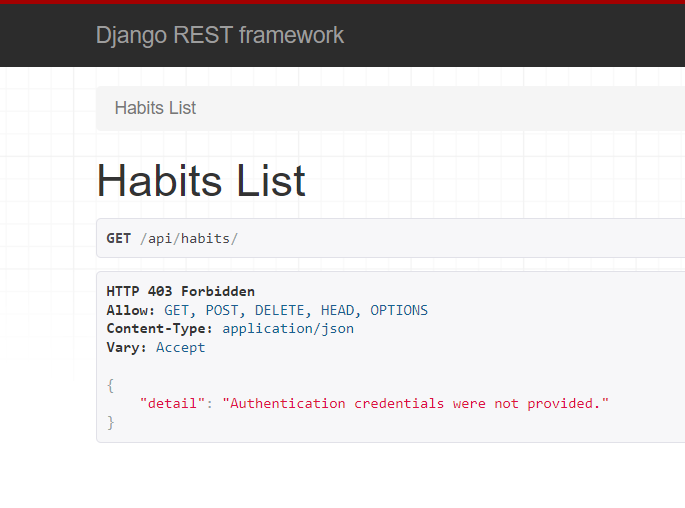 Django REST framework
Habits List
Habits List
GET /api/habits/
HTTP 403 Forbidden
Allow: GET, POST, DELETE, HEAD, OPTIONS
Content-Type: application/json
Vary: Accept
{
    "detail": "Authentication credentials were not provided."
}